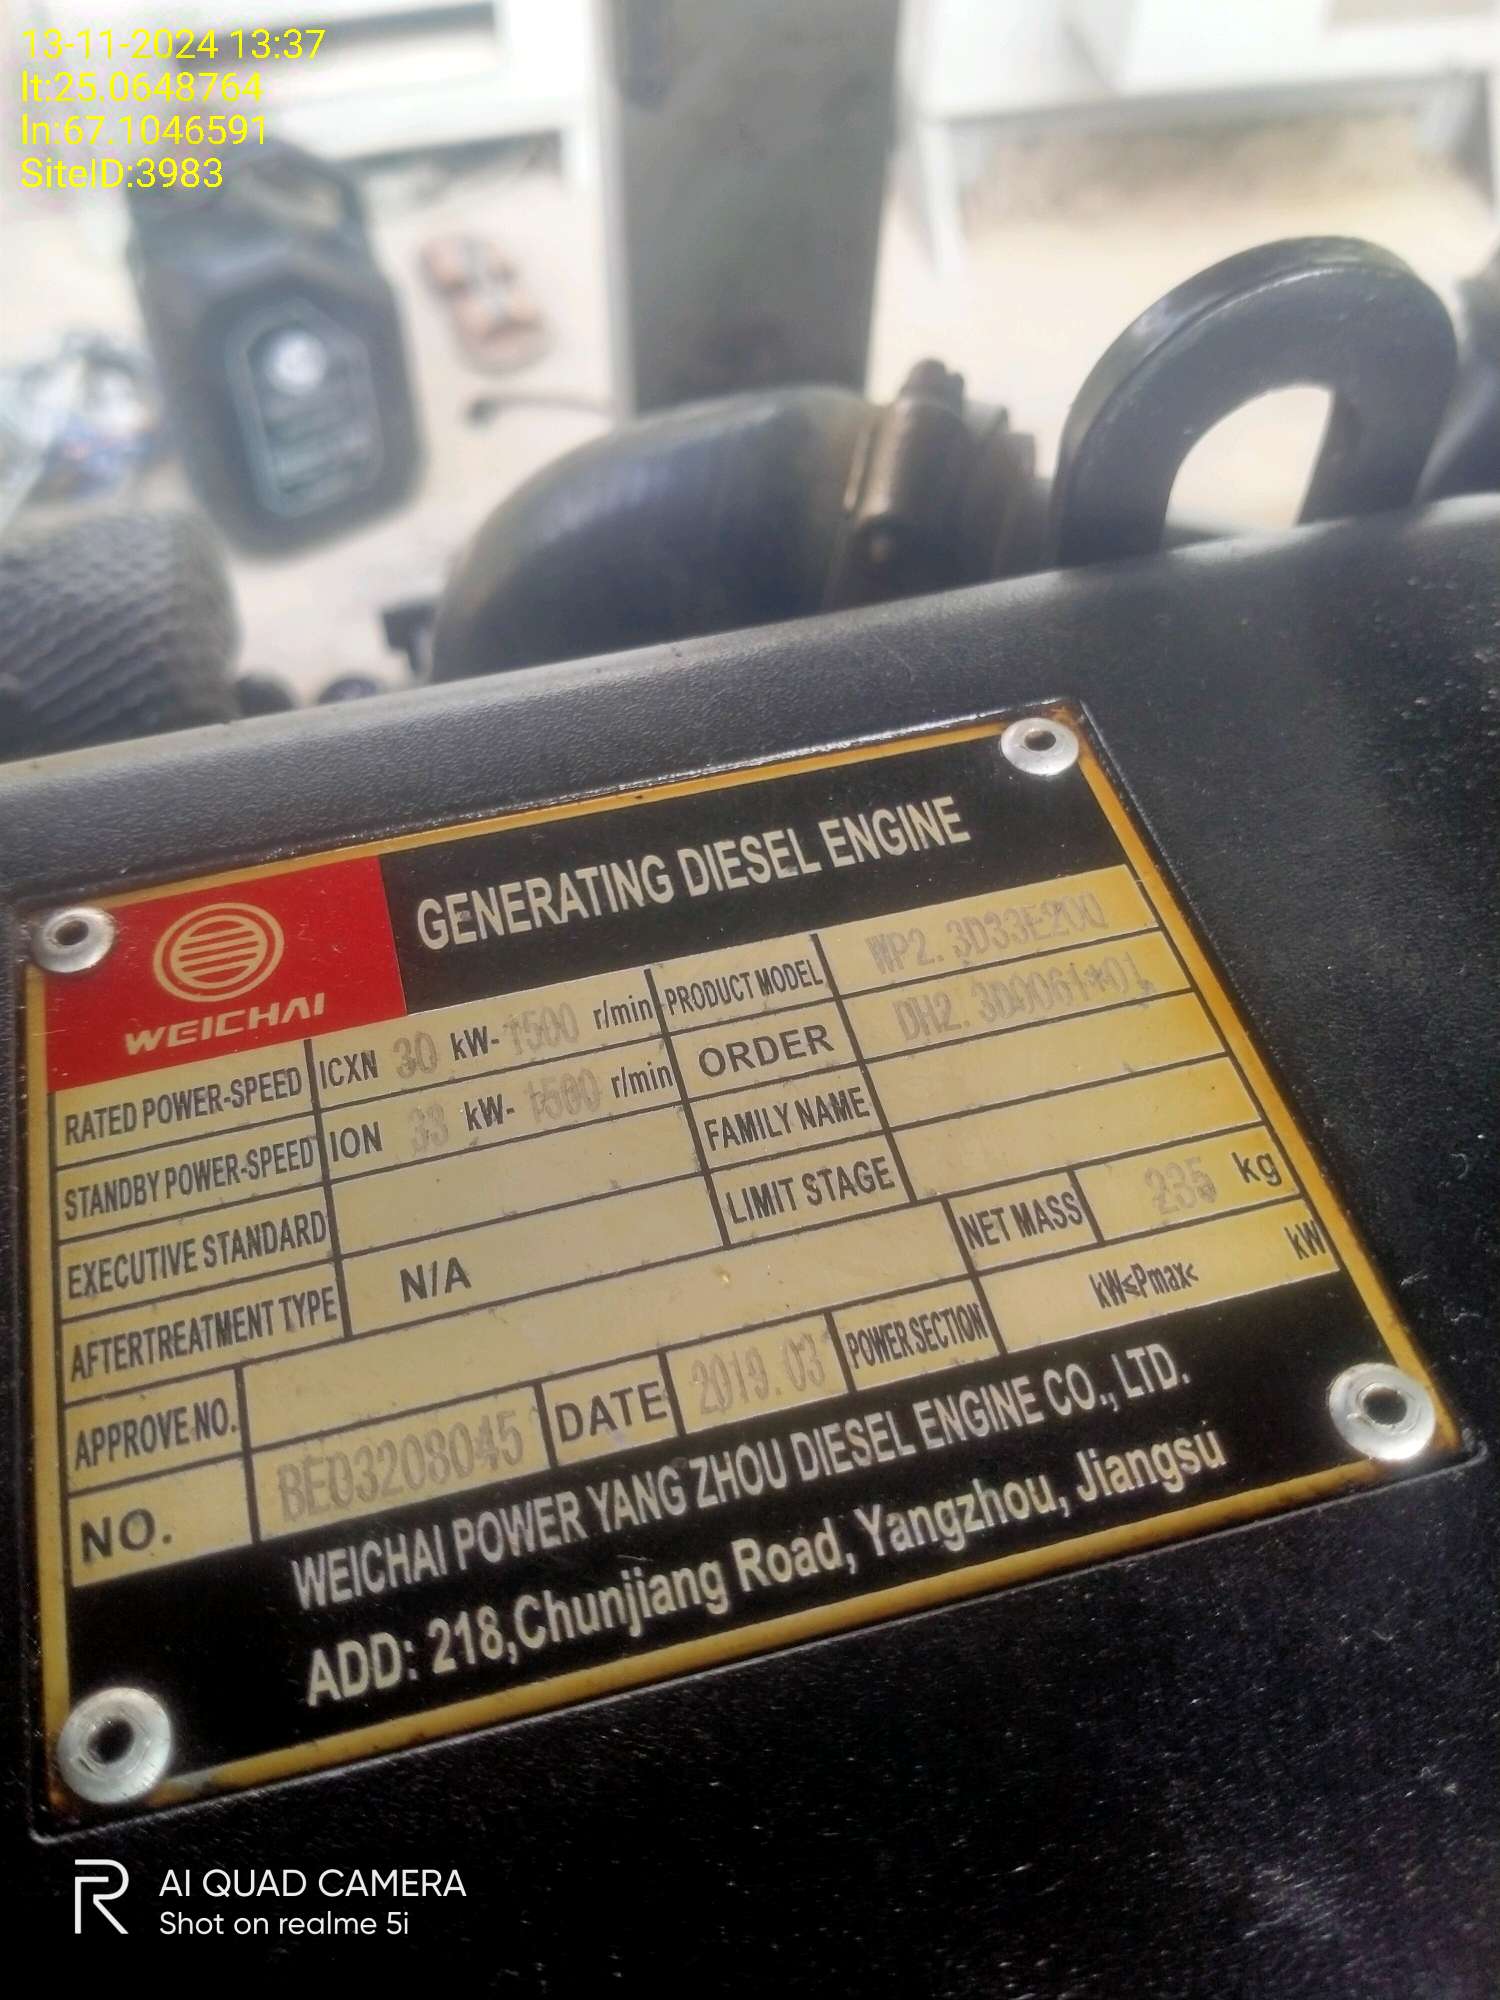 13-11-2024 13:37
lt:25.0648764
ln:67.1046591
SiteID:3983
WEICHAI
GENERATING DIESEL ENGINE
RATED POWER-SPEED ICXN 30 kW- 1500 r/min PRODUCT MODEL WP2.3D33E200
STANDBY POWER-SPEED ION 33 kW- 1500 r/min ORDER DH2.3D0061*01
EXECUTIVE STANDARD FAMILY NAME
AFTERTREATMENT TYPE N/A LIMIT STAGE
APPROVE NO. NET MASS 235 kg
NO. BE03208045 DATE 2019.03 POWER SECTION kW≤Pmax< kW
WEICHAI POWER YANG ZHOU DIESEL ENGINE CO., LTD.
ADD: 218,Chunjiang Road, Yangzhou, Jiangsu
AI QUAD CAMERA
Shot on realme 5i